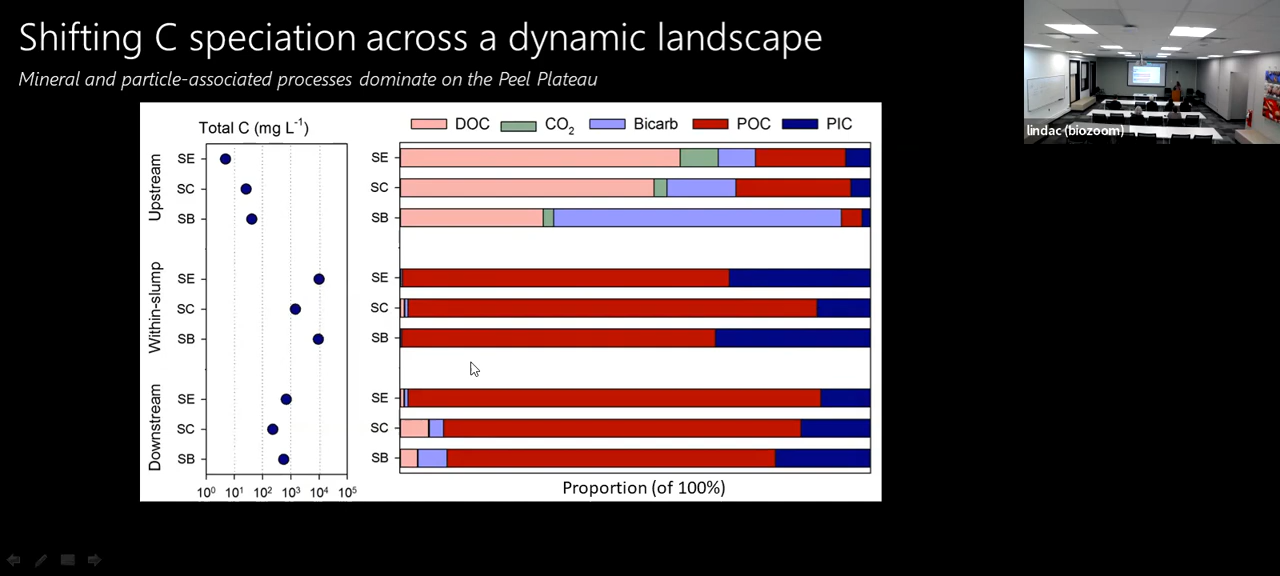 Shifting C speciation across a dynamic landscape
Mineral and particle-associated processes dominate on the Peel Plateau
lindac (biozoom)
Total C (mg L⁻¹)
DOC CO₂ Bicarb POC PIC
Upstream
SE
SC
SB
Within-slump
SE
SC
SB
Downstream
SE
SC
SB
10⁰ 10¹ 10² 10³ 10⁴ 10⁵
SE
SC
SB
SE
SC
SB
SE
SC
SB
Proportion (of 100%)